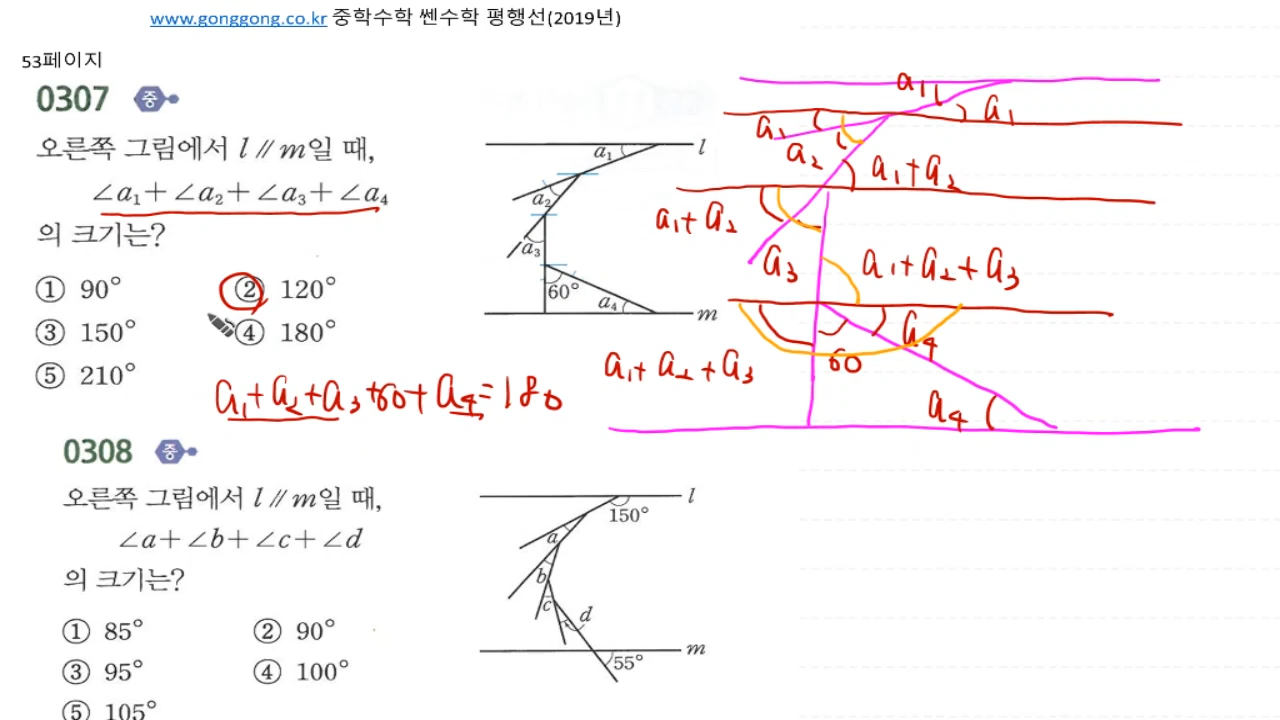 www.gonggong.co.kr 중학수학 쎈수학 평행선(2019년)
53페이지
0307 중
오른쪽 그림에서 l∥m일 때,
∠a₁+∠a₂+∠a₃+∠a₄
의 크기는?
① 90° ② 120°
③ 150° ④ 180°
⑤ 210°
a₁ l
a₂
a₃
60° a₄ m
a₁+a₂+a₃+60+a₄=180
a₁ a₁
a₁
a₂ a₁+a₂
a₁+a₂
a₃ a₁+a₂+a₃
a₄
a₁+a₂+a₃ 60
a₄
0308 중
오른쪽 그림에서 l∥m일 때,
∠a+∠b+∠c+∠d
의 크기는?
① 85° ② 90°
③ 95° ④ 100°
⑤ 105°
l
150°
a
b
c d
m
55°